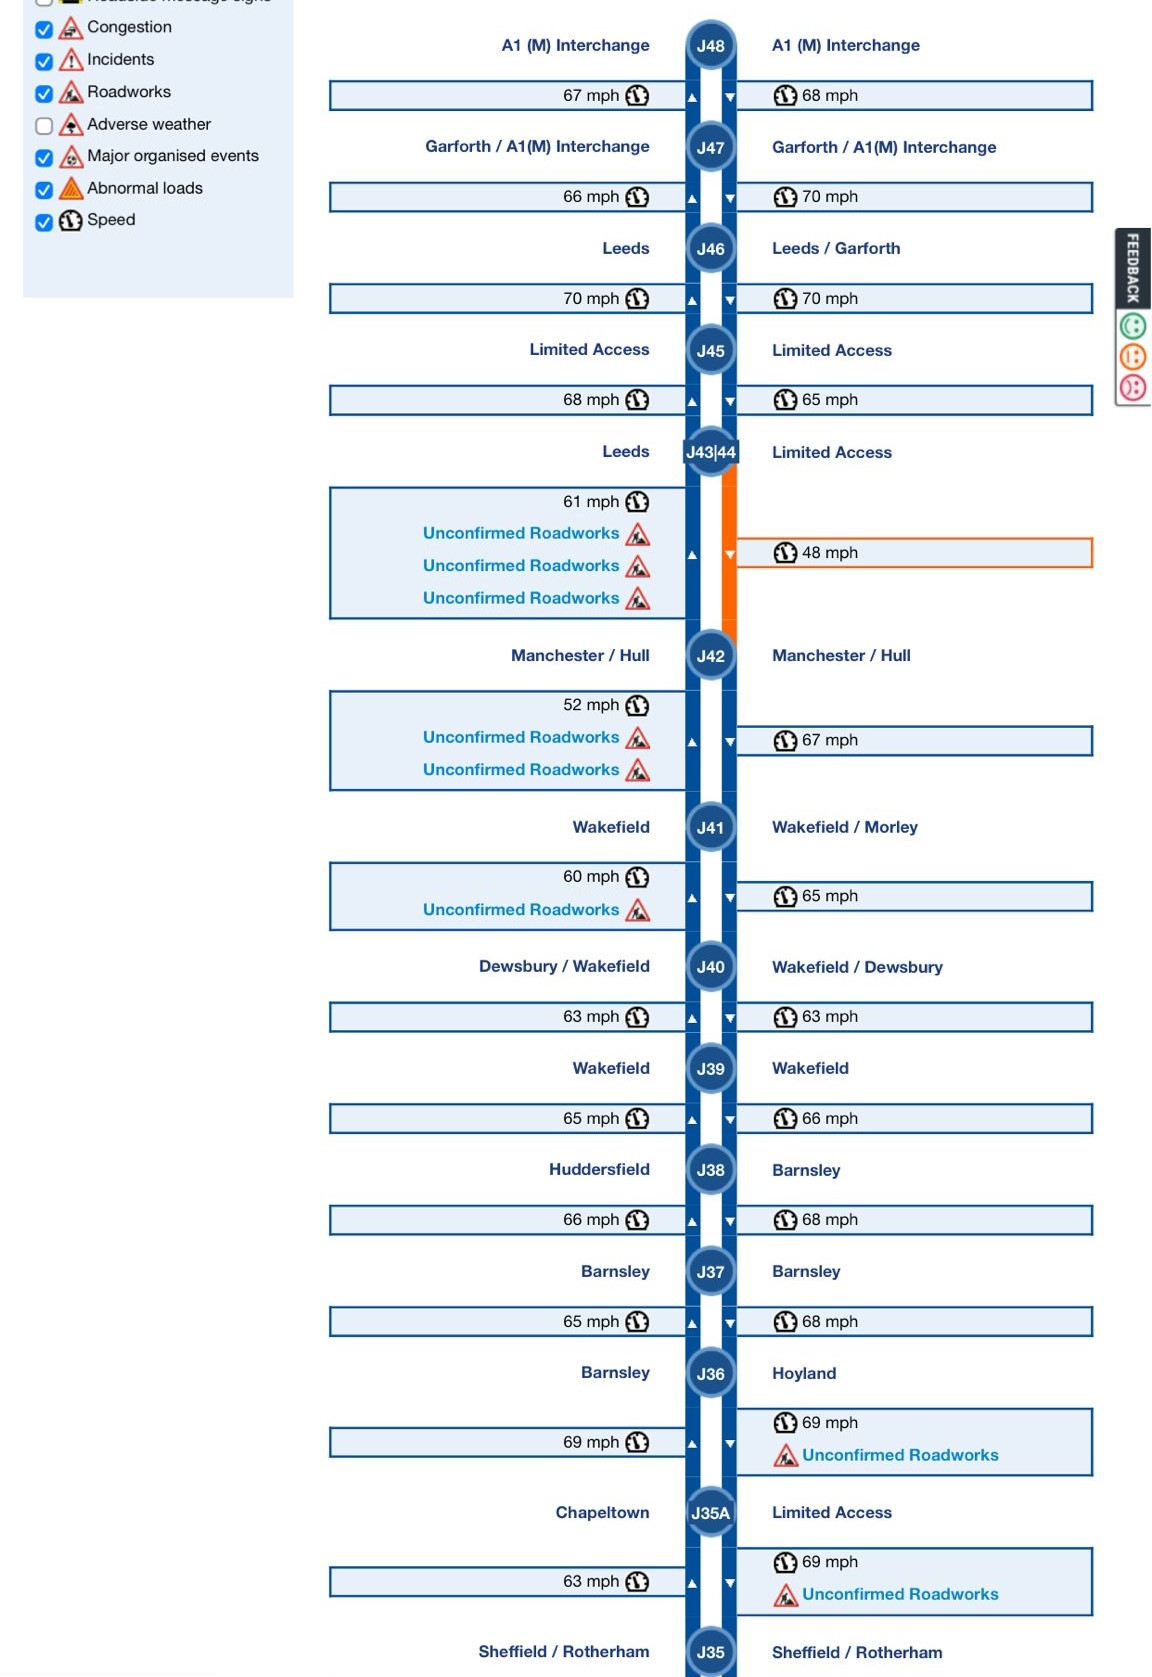 Roadside message signs
Congestion
Incidents
Roadworks
Adverse weather
Major organised events
Abnormal loads
Speed
A1 (M) Interchange J48 A1 (M) Interchange
67 mph 68 mph
Garforth / A1(M) Interchange J47 Garforth / A1(M) Interchange
66 mph 70 mph
Leeds J46 Leeds / Garforth
70 mph 70 mph
Limited Access J45 Limited Access
68 mph 65 mph
Leeds J43|44 Limited Access
61 mph
Unconfirmed Roadworks
48 mph
Unconfirmed Roadworks
Unconfirmed Roadworks
Manchester / Hull J42 Manchester / Hull
52 mph
Unconfirmed Roadworks 67 mph
Unconfirmed Roadworks
Wakefield J41 Wakefield / Morley
60 mph
65 mph
Unconfirmed Roadworks
Dewsbury / Wakefield J40 Wakefield / Dewsbury
63 mph 63 mph
Wakefield J39 Wakefield
65 mph 66 mph
Huddersfield J38 Barnsley
66 mph 68 mph
Barnsley J37 Barnsley
65 mph 68 mph
Barnsley J36 Hoyland
69 mph
69 mph
Unconfirmed Roadworks
Chapeltown J35A Limited Access
69 mph
63 mph
Unconfirmed Roadworks
Sheffield / Rotherham J35 Sheffield / Rotherham
FEEDBACK